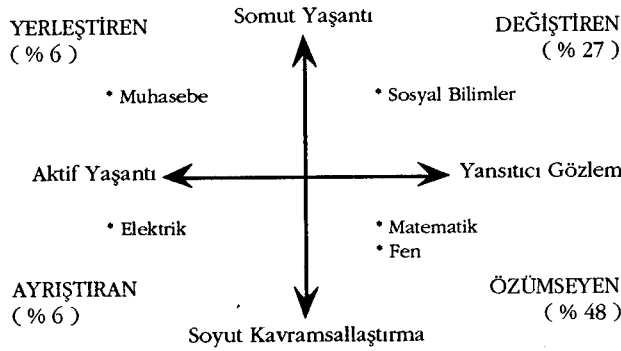 Somut Yaşantı
YERLEŞTİREN
( % 6 )
DEĞİŞTİREN
( % 27 )
* Muhasebe
* Sosyal Bilimler
Aktif Yaşantı
Yansıtıcı Gözlem
* Elektrik
* Matematik
* Fen
AYRIŞTIRAN
( % 6 )
ÖZÜMSEYEN
( % 48 )
Soyut Kavramsallaştırma